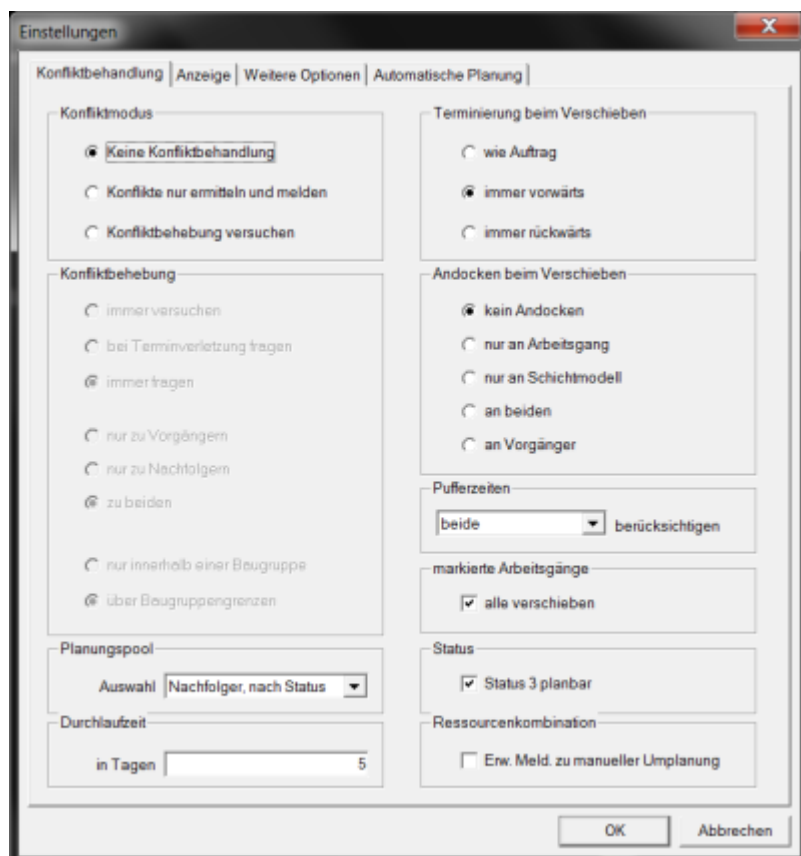 Einstellungen
Konfliktbehandlung Anzeige Weitere Optionen Automatische Planung
Konfliktmodus
Keine Konfliktbehandlung
Konflikte nur ermitteln und melden
Konfliktbehebung versuchen
Konfliktbehebung
immer versuchen
bei Terminverletzung fragen
immer fragen
nur zu Vorgängern
nur zu Nachfolgern
zu beiden
nur innerhalb einer Baugruppe
über Baugruppengrenzen
Planungspool
Auswahl Nachfolger, nach Status
Durchlaufzeit
in Tagen 5
Terminierung beim Verschieben
wie Auftrag
immer vorwärts
immer rückwärts
Andocken beim Verschieben
kein Andocken
nur an Arbeitsgang
nur an Schichtmodell
an beiden
an Vorgänger
Pufferzeiten
beide berücksichtigen
markierte Arbeitsgänge
alle verschieben
Status
Status 3 planbar
Ressourcenkombination
Erw. Meld. zu manueller Umplanung
OK Abbrechen